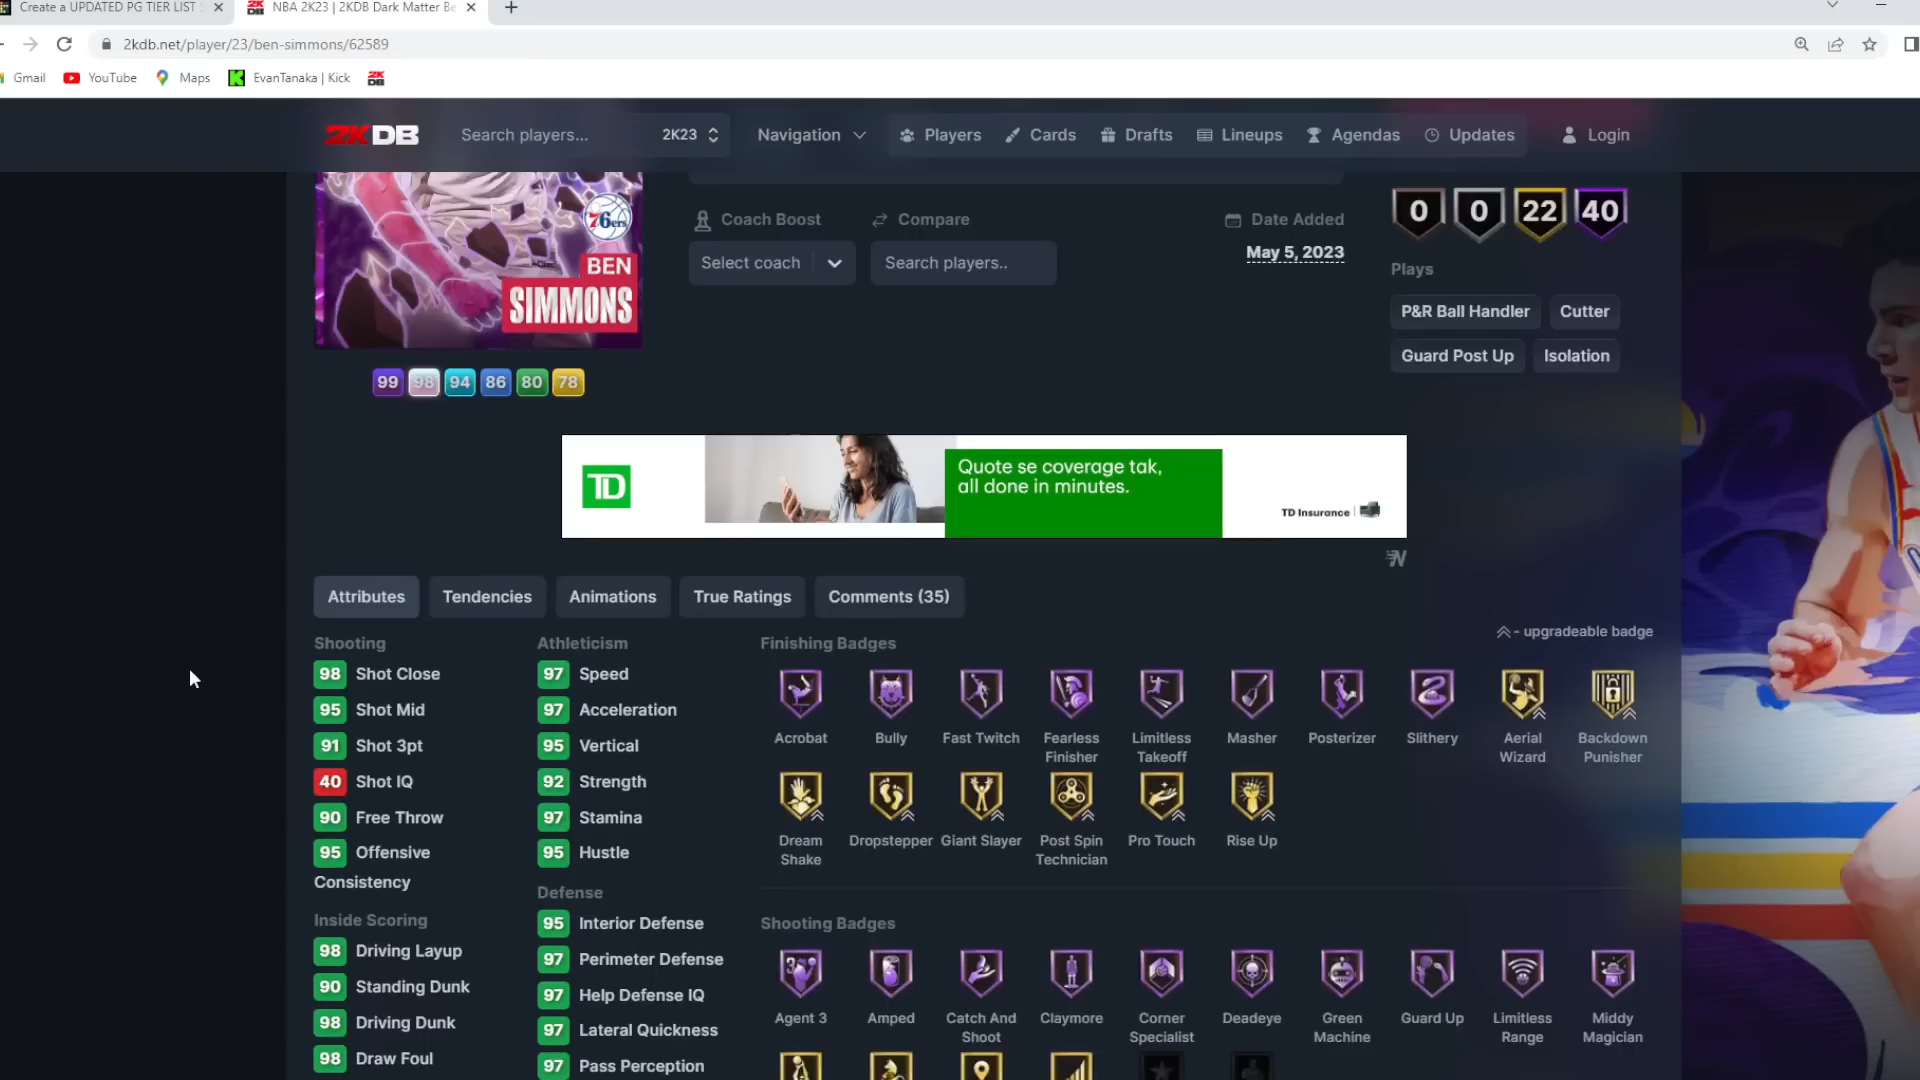 Create a UPDATED PG TIER LIST
NBA 2K23 | 2KDB Dark Matter Be
2kdb.net/player/23/ben-simmons/62589
Gmail
YouTube
Maps
EvanTanaka | Kick
2K
DB
2KDB
Search players...
2K23
Navigation
Players
Cards
Drafts
Lineups
Agendas
Updates
Login
76ers
BEN
SIMMONS
99 98 94 86 80 78
Coach Boost
Select coach
Compare
Search players..
Date Added
May 5, 2023
0 0 22 40
Plays
P&R Ball Handler
Cutter
Guard Post Up
Isolation
TD
Quote se coverage tak,
all done in minutes.
TD Insurance
Attributes
Tendencies
Animations
True Ratings
Comments (35)
- upgradeable badge
Shooting
98 Shot Close
95 Shot Mid
91 Shot 3pt
40 Shot IQ
90 Free Throw
95 Offensive
Consistency
Inside Scoring
98 Driving Layup
90 Standing Dunk
98 Driving Dunk
98 Draw Foul
Athleticism
97 Speed
97 Acceleration
95 Vertical
92 Strength
97 Stamina
95 Hustle
Defense
95 Interior Defense
97 Perimeter Defense
97 Help Defense IQ
97 Lateral Quickness
97 Pass Perception
Finishing Badges
Acrobat
Bully
Fast Twitch
Fearless
Finisher
Limitless
Takeoff
Masher
Posterizer
Slithery
Aerial
Wizard
Backdown
Punisher
Dream
Shake
Dropstepper
Giant Slayer
Post Spin
Technician
Pro Touch
Rise Up
Shooting Badges
Agent 3
Amped
Catch And
Shoot
Claymore
Corner
Specialist
Deadeye
Green
Machine
Guard Up
Limitless
Range
Middy
Magician